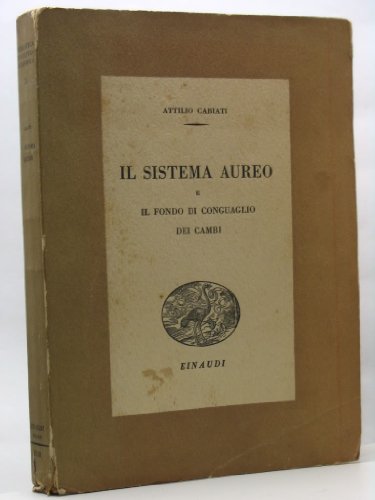 ATTILIO CABIATI
IL SISTEMA AUREO
E
IL FONDO DI CONGUAGLIO
DEI CAMBI
EINAUDI